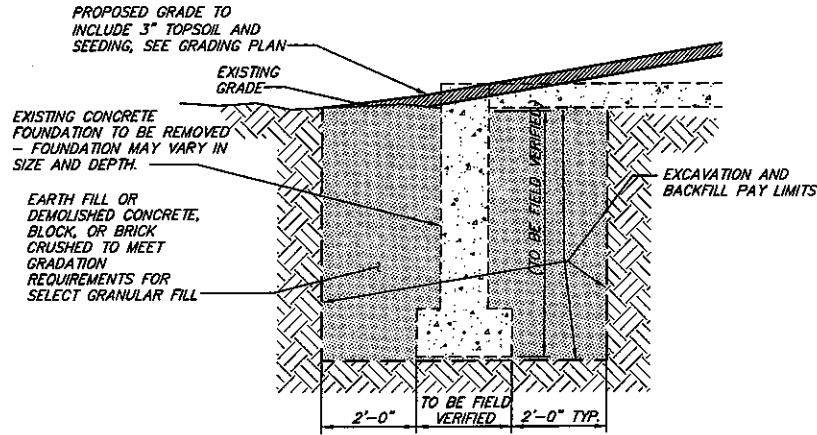 PROPOSED GRADE TO
INCLUDE 3" TOPSOIL AND
SEEDING, SEE GRADING PLAN
EXISTING
GRADE
EXISTING CONCRETE
FOUNDATION TO BE REMOVED
- FOUNDATION MAY VARY IN
SIZE AND DEPTH.
EARTH FILL OR
DEMOLISHED CONCRETE,
BLOCK, OR BRICK
CRUSHED TO MEET
GRADATION
REQUIREMENTS FOR
SELECT GRANULAR FILL
(TO BE FIELD VERIFIED)
EXCAVATION AND
BACKFILL PAY LIMITS
2'-0"
TO BE FIELD
VERIFIED
2'-0" TYP.